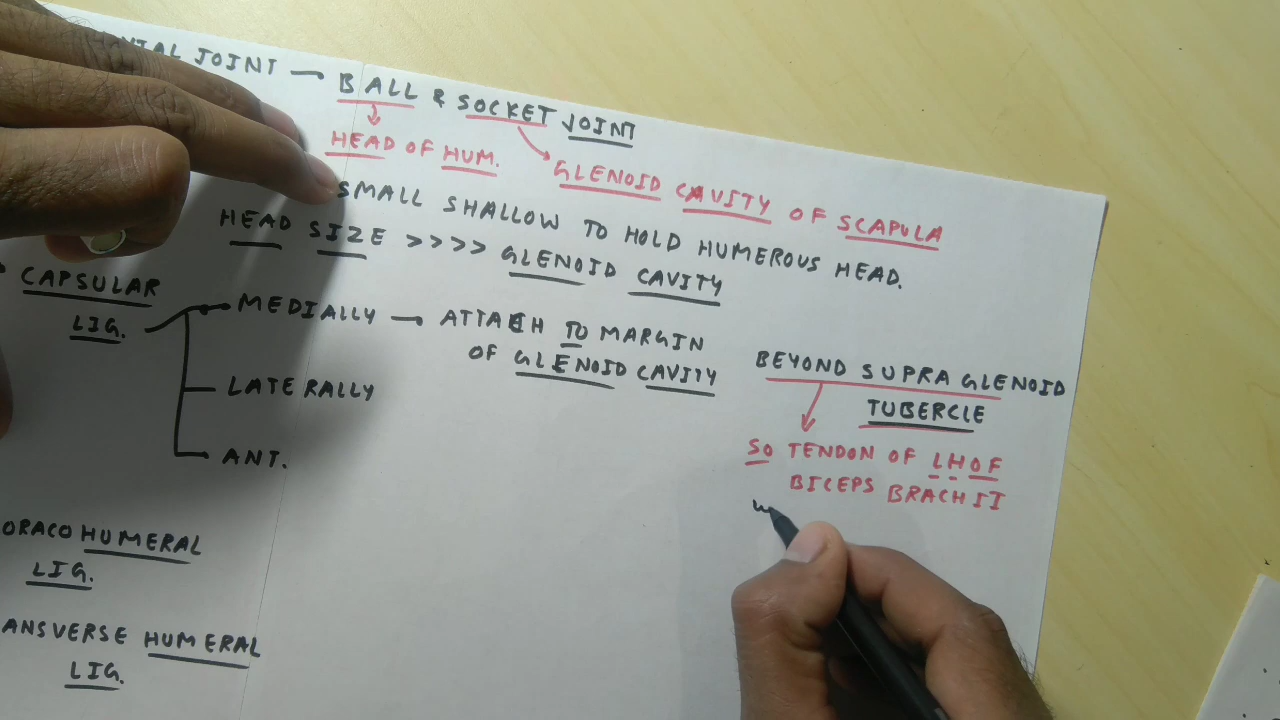 JOINT → BALL & SOCKET JOINT
HEAD OF HUM.
GLENOID CAVITY OF SCAPULA
SMALL SHALLOW TO HOLD HUMEROUS HEAD.
HEAD SIZE >>>> GLENOID CAVITY
CAPSULAR
LIG.
MEDIALLY → ATTACH TO MARGIN
OF GLENOID CAVITY
BEYOND SUPRA GLENOID
TUBERCLE
SO TENDON OF LHOF
BICEPS BRACHII
LATERALLY
ANT.
ORACO HUMERAL
LIG.
ANSVERSE HUMERAL
LIG.